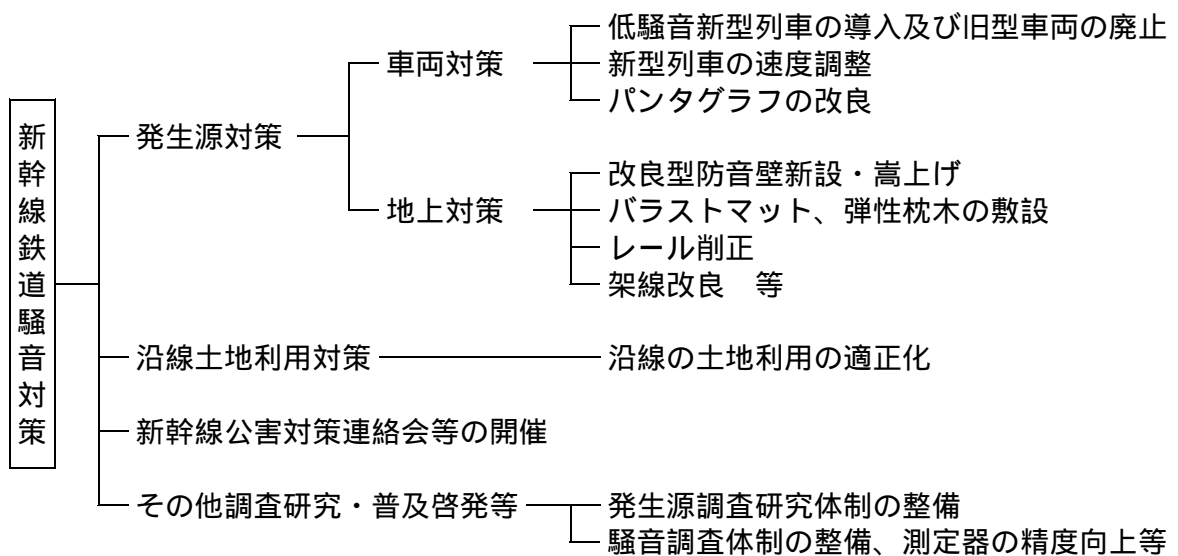 新幹線鉄道騒音対策
発生源対策
車両対策
低騒音新型列車の導入及び旧型車両の廃止
新型列車の速度調整
パンタグラフの改良
地上対策
改良型防音壁新設・嵩上げ
バラストマット、弾性枕木の敷設
レール削正
架線改良　等
沿線土地利用対策
沿線の土地利用の適正化
新幹線公害対策連絡会等の開催
その他調査研究・普及啓発等
発生源調査研究体制の整備
騒音調査体制の整備、測定器の精度向上等